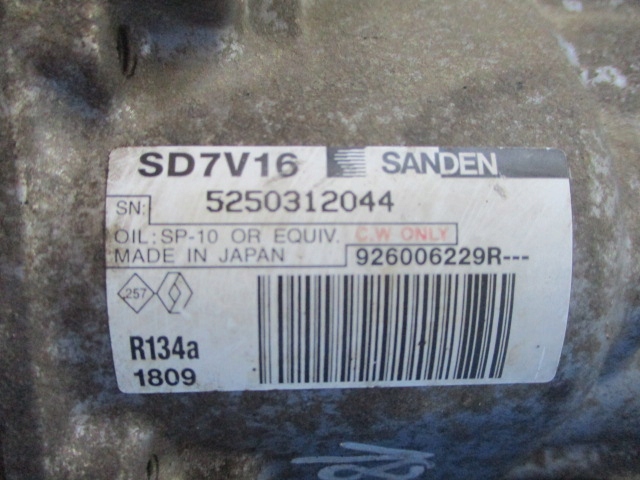 SD7V16 SANDEN
SN: 5250312044
OIL: SP-10 OR EQUIV. C.W ONLY
MADE IN JAPAN 926006229R---
257
R134a
1809